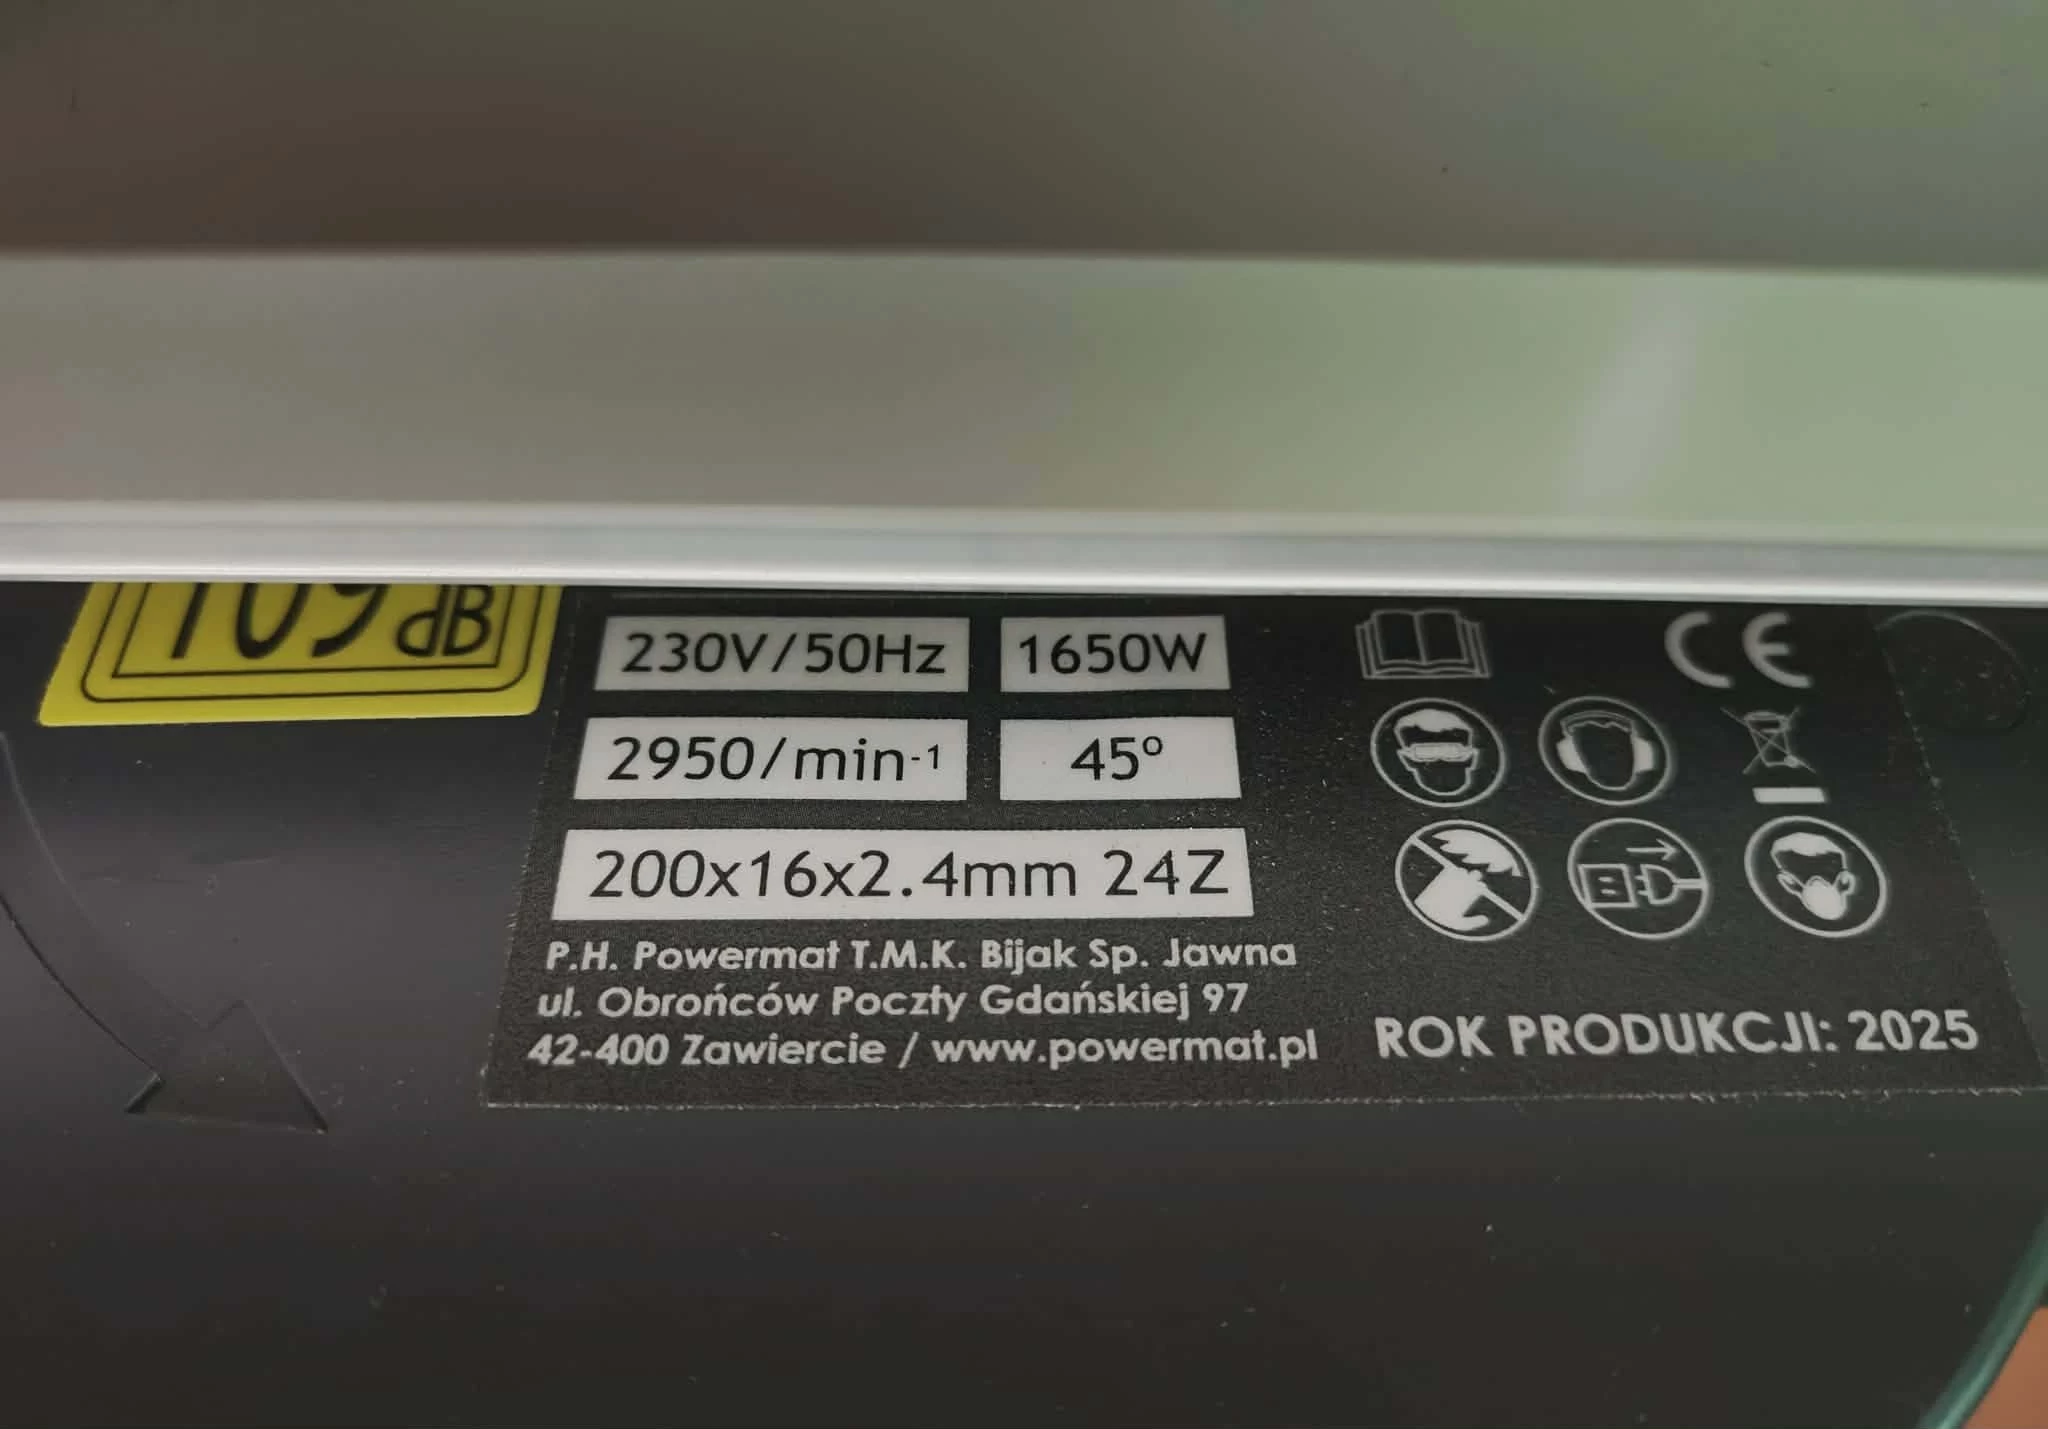 109 dB
230V/50Hz 1650W
2950/min-1 45º
200x16x2.4mm 24Z
P.H. Powermat T.M.K. Bijak Sp. Jawna
ul. Obrońców Poczty Gdańskiej 97
42-400 Zawiercie / www.powermat.pl
CE
ROK PRODUKCJI: 2025